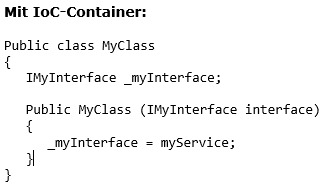 Mit IoC-Container:
Public class MyClass
{
IMyInterface _myInterface;
Public MyClass (IMyInterface interface)
{
_myInterface = myService;
}
}